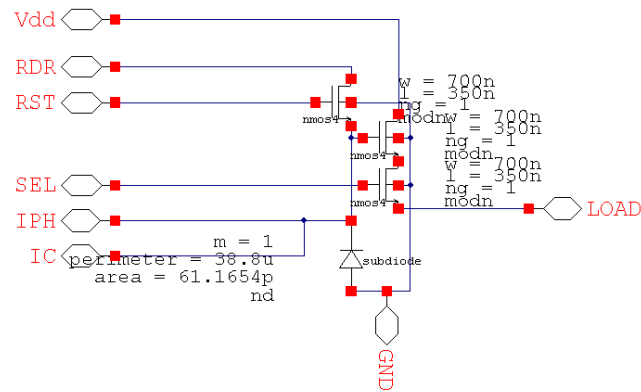 Vdd
RDR
RST
w = 700n
l = 350n
ng = 1
modn
nmos4
w = 700n
l = 350n
ng = 1
modn
nmos4
w = 700n
l = 350n
ng = 1
modn
nmos4
SEL
IPH
IC
LOAD
m = 1
perimeter = 38.8u
area = 61.1654p
nd
subdiode
GND